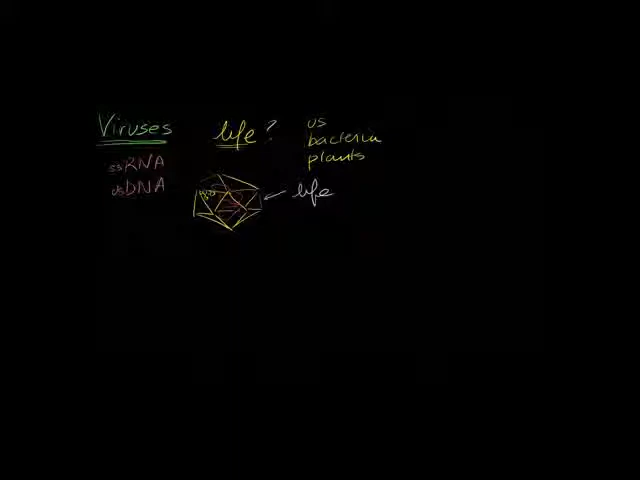 Viruses
life?
us
bacteria
plants
ssRNA
dsDNA
life